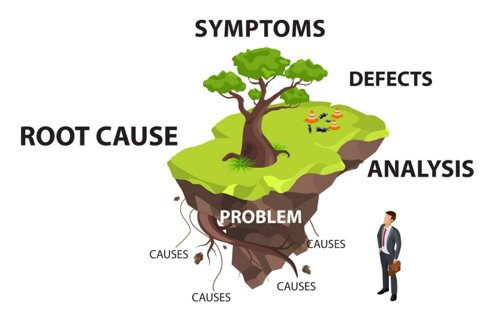 SYMPTOMS
DEFECTS
ROOT CAUSE
ANALYSIS
PROBLEM
CAUSES
CAUSES
CAUSES
CAUSES